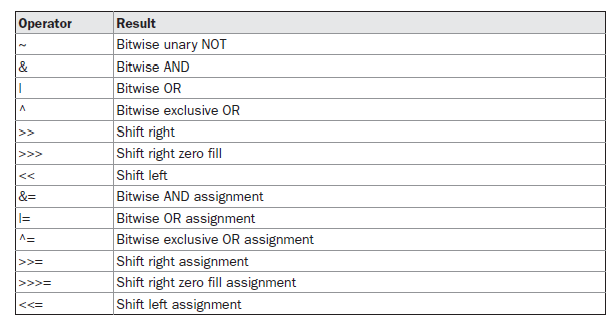 Operator Result
~ Bitwise unary NOT
& Bitwise AND
| Bitwise OR
^ Bitwise exclusive OR
>> Shift right
>>> Shift right zero fill
<< Shift left
&= Bitwise AND assignment
|= Bitwise OR assignment
^= Bitwise exclusive OR assignment
>>= Shift right assignment
>>>= Shift right zero fill assignment
<<= Shift left assignment